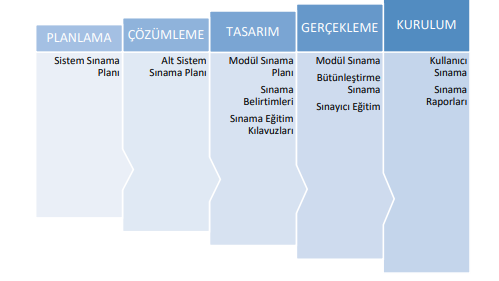 PLANLAMA
Sistem Sınama
Planı
ÇÖZÜMLEME
Alt Sistem
Sınama Planı
TASARIM
Modül Sınama
Planı
Sınama
Belirtimleri
Sınama Eğitim
Kılavuzları
GERÇEKLEME
Modül Sınama
Bütünleştirme
Sınama
Sınayıcı Eğitim
KURULUM
Kullanıcı
Sınama
Sınama
Raporları